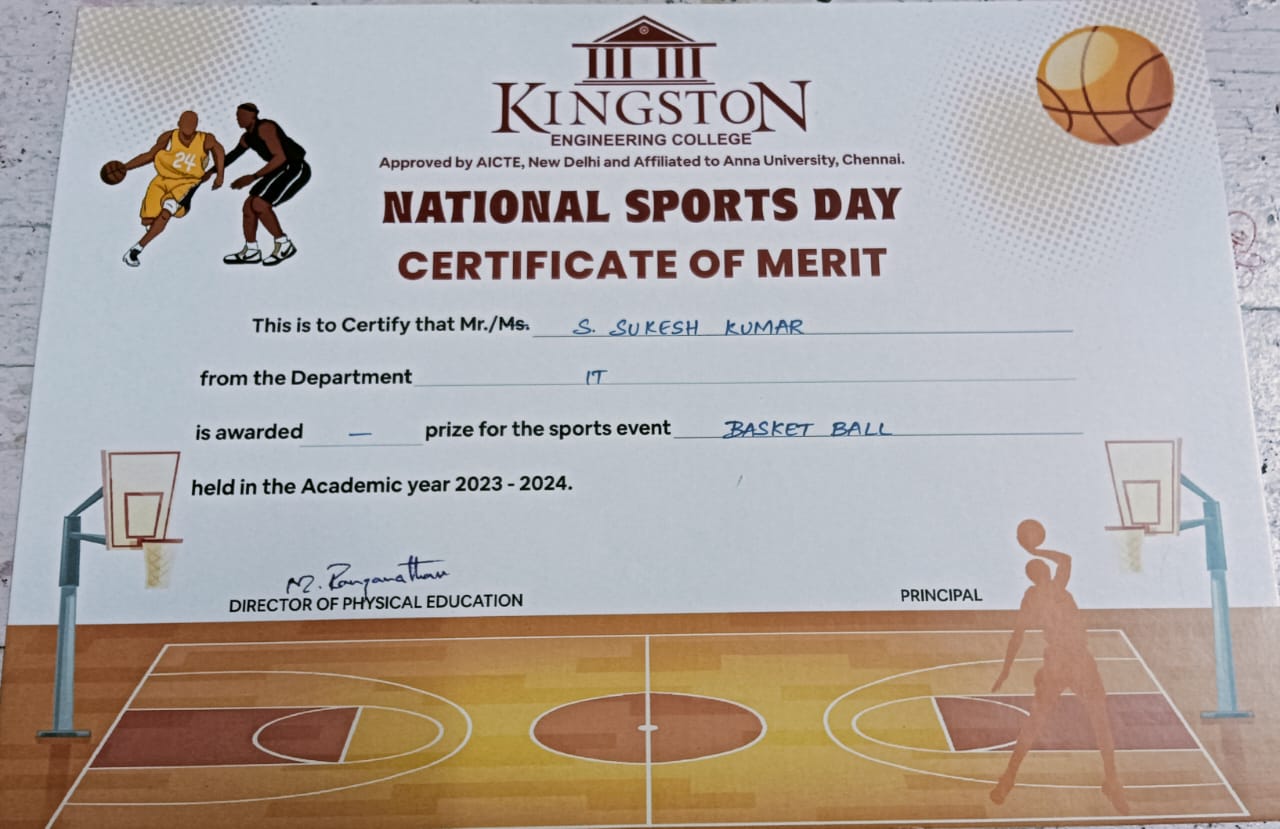 KINGSTON
ENGINEERING COLLEGE
Approved by AICTE, New Delhi and Affiliated to Anna University, Chennai.
24
NATIONAL SPORTS DAY
CERTIFICATE OF MERIT
This is to Certify that Mr./Ms. S. SUKESH KUMAR
from the Department IT
is awarded — prize for the sports event BASKET BALL
held in the Academic year 2023 - 2024.
M. Ranganathan
DIRECTOR OF PHYSICAL EDUCATION
PRINCIPAL